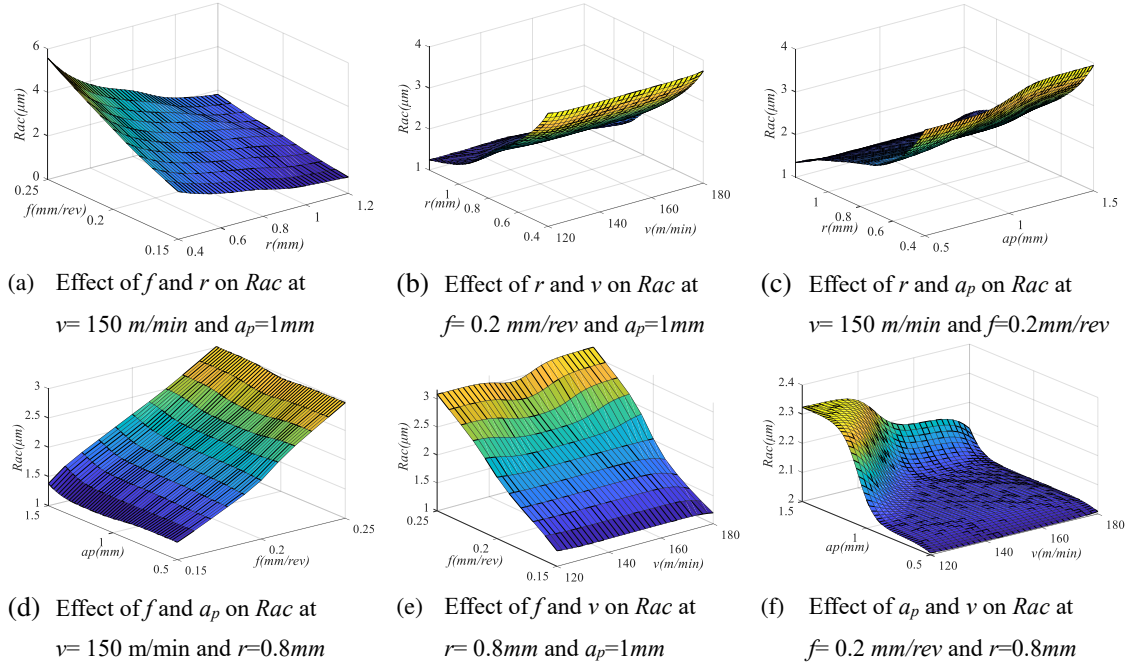 6
4
2
0
Rac(μm)
0.25
0.2
0.15
f(mm/rev)
0.4
0.6
0.8
1
1.2
r(mm)
4
3
2
1
Rac(μm)
1
0.8
0.6
0.4
r(mm)
120
140
160
180
v(m/min)
4
3
2
1
Rac(μm)
1
0.8
0.6
0.4
r(mm)
0.5
1
1.5
ap(mm)
(a) Effect of f and r on Rac at
v= 150 m/min and ap=1mm
(b) Effect of r and v on Rac at
f= 0.2 mm/rev and ap=1mm
(c) Effect of r and ap on Rac at
v= 150 m/min and f=0.2mm/rev
3
2.5
2
1.5
1
Rac(μm)
1.5
1
0.5
ap(mm)
0.15
0.2
0.25
f(mm/rev)
3
2.5
2
1.5
1
Rac(μm)
0.25
0.2
0.15
f(mm/rev)
120
140
160
180
v(m/min)
2.4
2.3
2.2
2.1
2
Rac(μm)
1.5
1
0.5
ap(mm)
120
140
160
180
v(m/min)
(d) Effect of f and ap on Rac at
v= 150 m/min and r=0.8mm
(e) Effect of f and v on Rac at
r= 0.8mm and ap=1mm
(f) Effect of ap and v on Rac at
f= 0.2 mm/rev and r=0.8mm